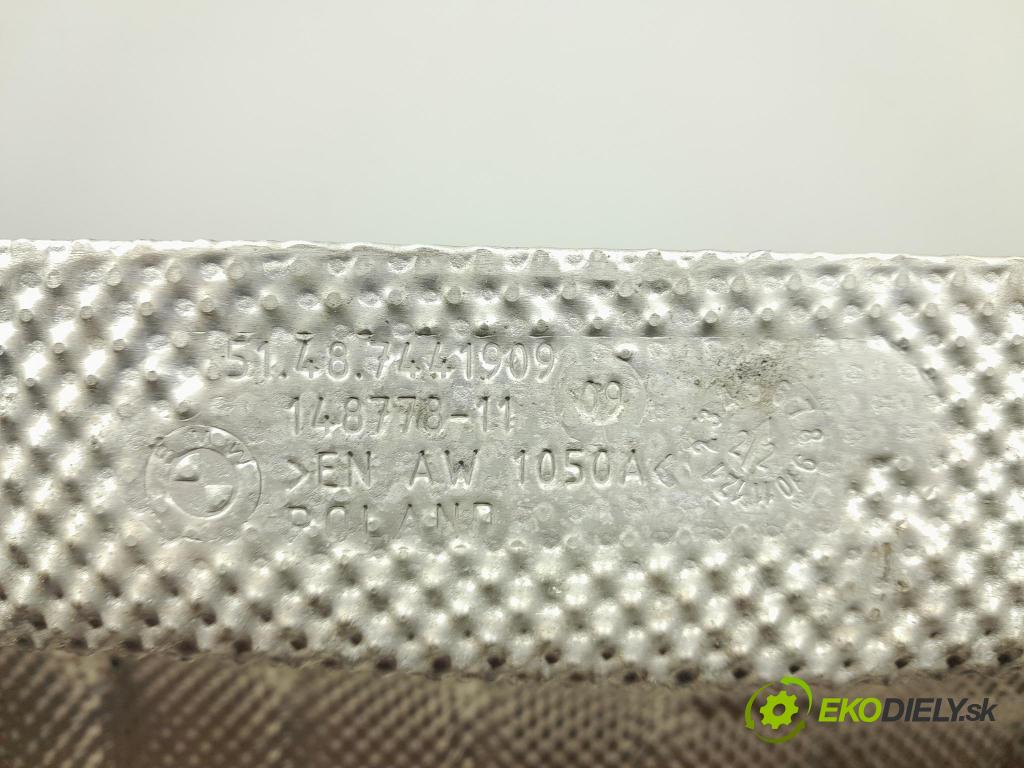 51.48.7441909
148778-11
09
BMW
>EN AW 1050A<
POLAND
EKODIELY.sk